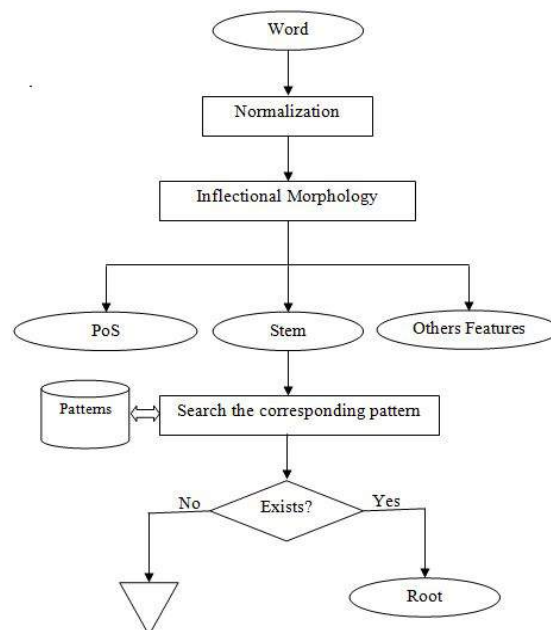 Word
Normalization
Inflectional Morphology
PoS
Stem
Others Features
Patterns
Search the corresponding pattern
No
Exists?
Yes
Root